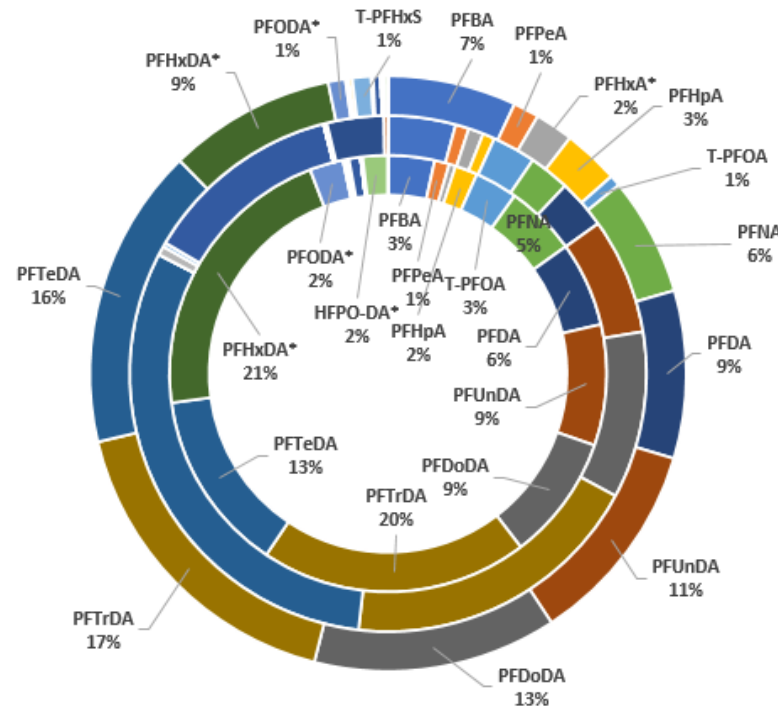 PFODA*
1%
T-PFHxS
1%
PFBA
7%
PFPeA
1%
PFHxDA*
9%
PFHxA*
2%
PFHpA
3%
T-PFOA
1%
PFNA
6%
PFDA
9%
PFUnDA
11%
PFDoDA
13%
PFTrDA
17%
PFTeDA
16%
PFBA
3%
PFPeA
1%
PFHpA
2%
T-PFOA
3%
PFNA
5%
PFDA
6%
PFUnDA
9%
PFDoDA
9%
PFTrDA
20%
PFTeDA
13%
PFHxDA*
21%
PFODA*
2%
HFPO-DA*
2%